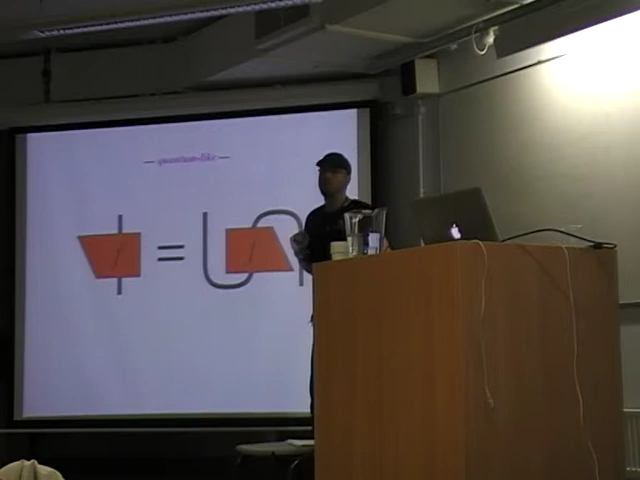 — quantum-like —
f = f